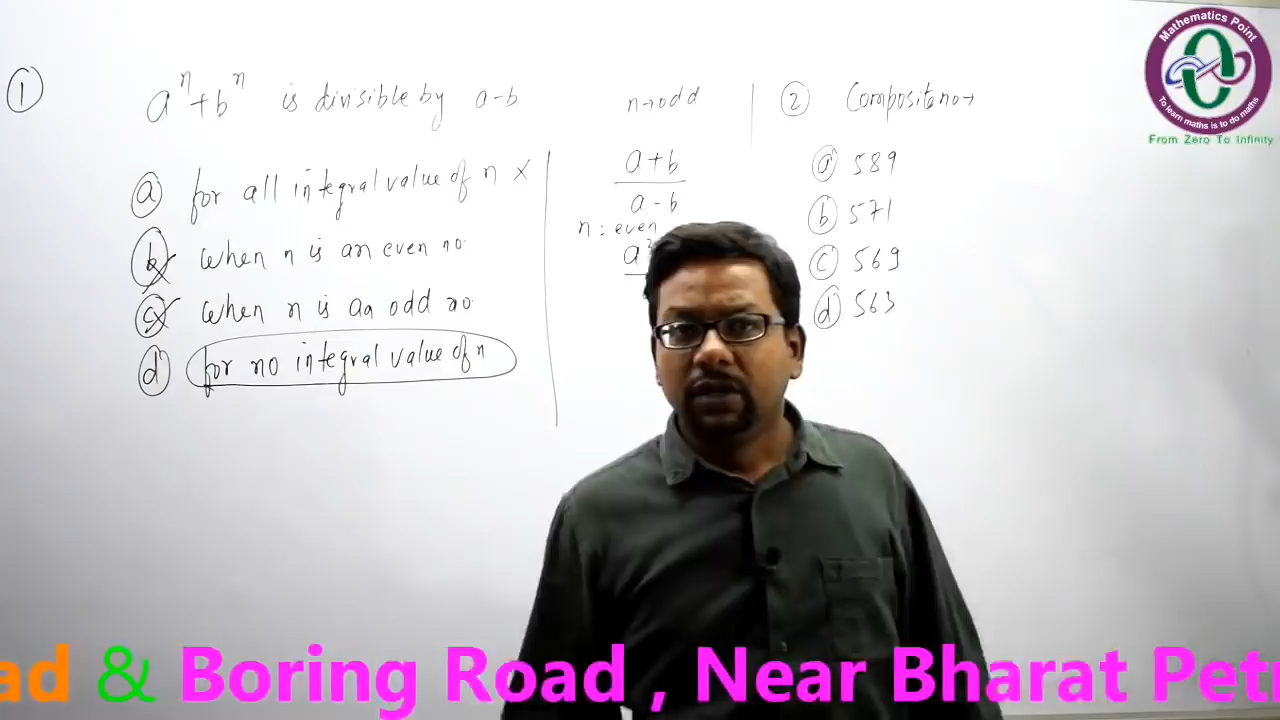 ① aⁿ + bⁿ is divisible by a-b
ⓐ for all integral value of n ×
ⓑ when n is an even no.
ⓒ when n is an odd no.
ⓓ for no integral value of n
n→odd
a+b
a-b
n = even
② Composite no→
ⓐ 589
ⓑ 571
ⓒ 569
ⓓ 563
Mathematics Point
To learn maths is to do maths
From Zero To Infinity
ad & Boring Road , Near Bharat Petr